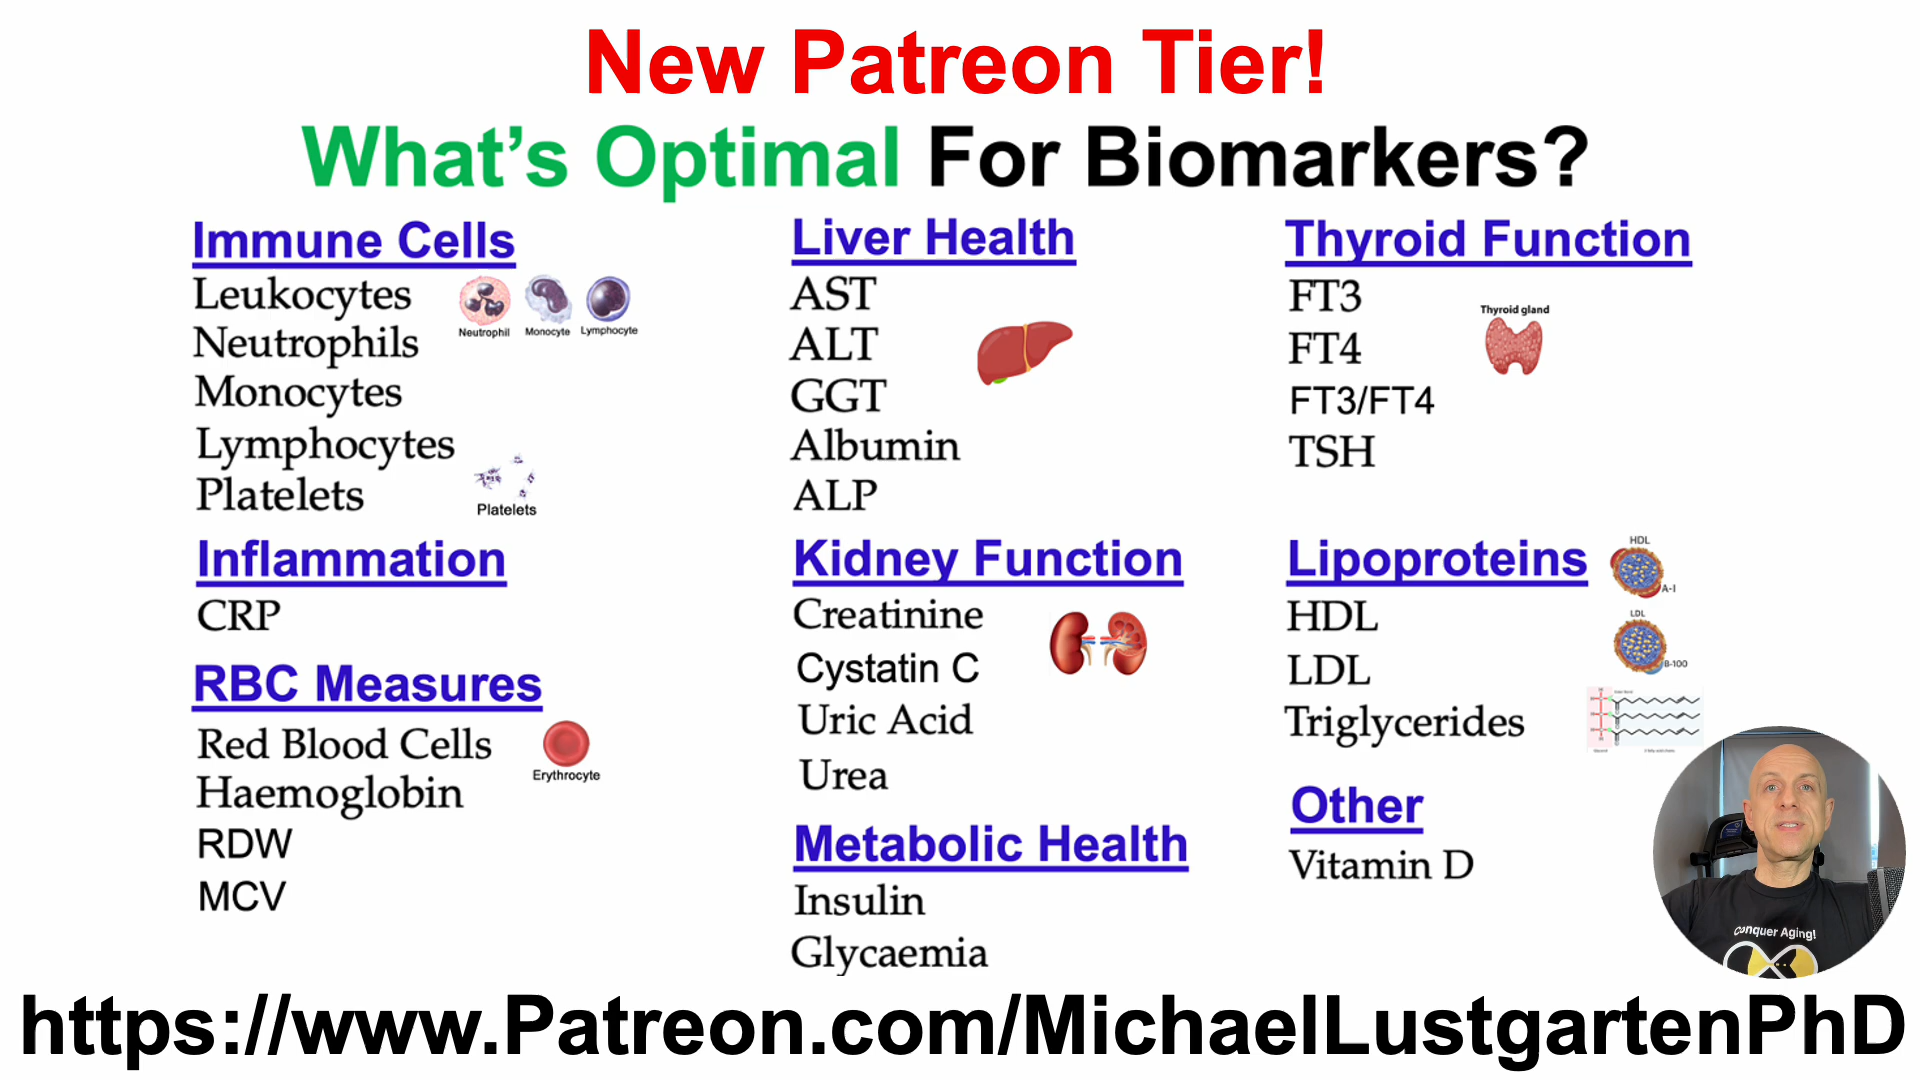 New Patreon Tier!
What's Optimal For Biomarkers?
Immune Cells
Leukocytes
Neutrophils
Monocytes
Lymphocytes
Platelets
Neutrophil
Monocyte
Lymphocyte
Platelets
Inflammation
CRP
RBC Measures
Red Blood Cells
Haemoglobin
RDW
MCV
Erythrocyte
Liver Health
AST
ALT
GGT
Albumin
ALP
Kidney Function
Creatinine
Cystatin C
Uric Acid
Urea
Metabolic Health
Insulin
Glycaemia
Thyroid Function
FT3
FT4
FT3/FT4
TSH
Thyroid gland
Lipoproteins
HDL
LDL
Triglycerides
HDL
A-I
LDL
B-100
Other
Vitamin D
Conquer Aging!
https://www.Patreon.com/MichaelLustgartenPhD